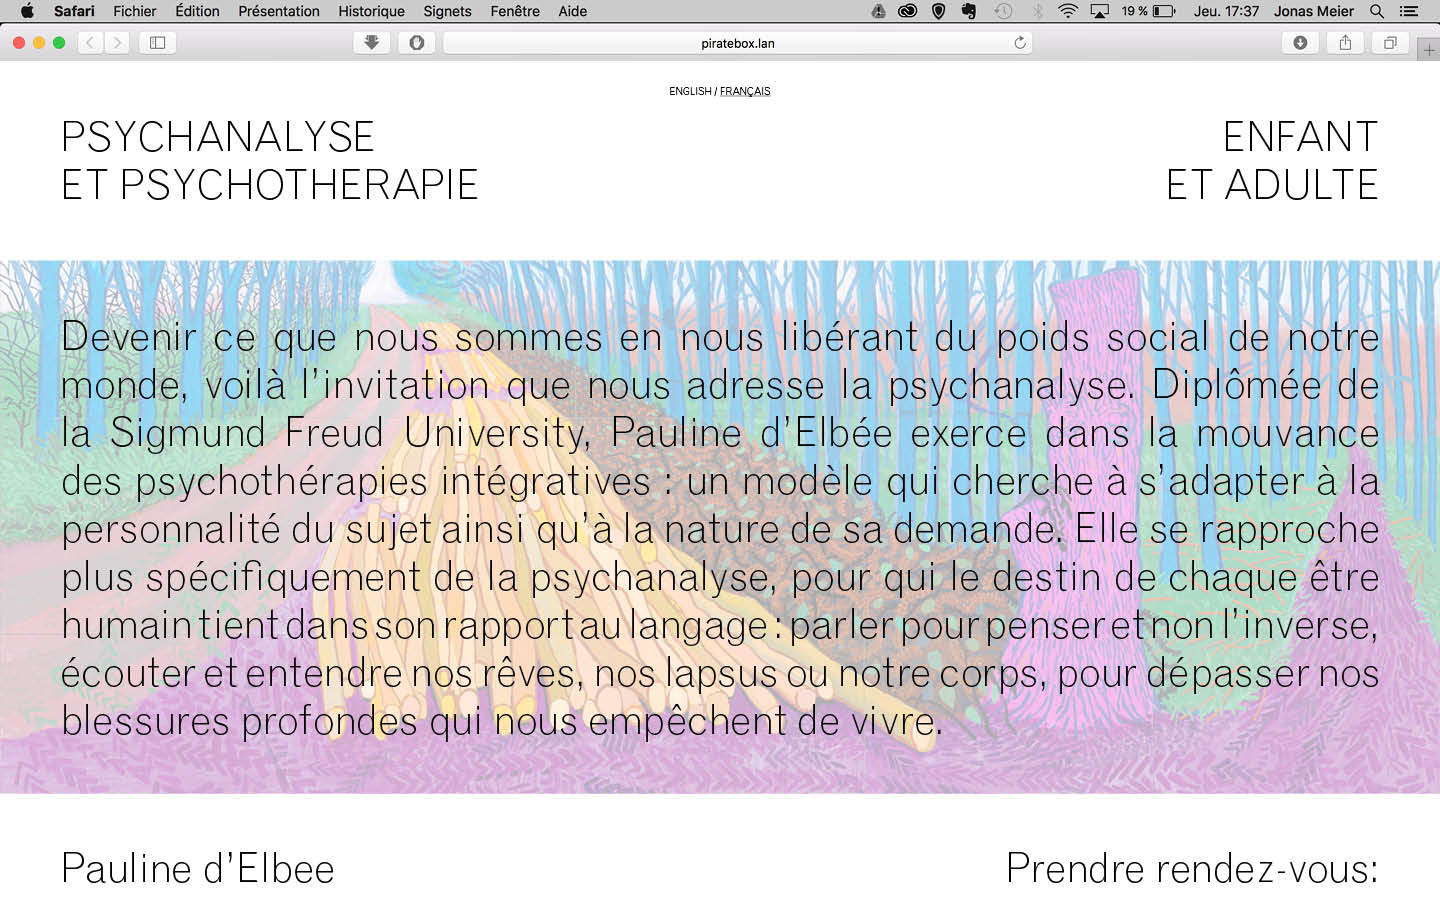 Safari Fichier Édition Présentation Historique Signets Fenêtre Aide 19 % Jeu. 17:37 Jonas Meier
piratebox.lan
ENGLISH / FRANÇAIS
PSYCHANALYSE
ET PSYCHOTHERAPIE
ENFANT
ET ADULTE
Devenir ce que nous sommes en nous libérant du poids social de notre
monde, voilà l’invitation que nous adresse la psychanalyse. Diplômée de
la Sigmund Freud University, Pauline d’Elbée exerce dans la mouvance
des psychothérapies intégratives : un modèle qui cherche à s’adapter à la
personnalité du sujet ainsi qu’à la nature de sa demande. Elle se rapproche
plus spécifiquement de la psychanalyse, pour qui le destin de chaque être
humain tient dans son rapport au langage : parler pour penser et non l’inverse,
écouter et entendre nos rêves, nos lapsus ou notre corps, pour dépasser nos
blessures profondes qui nous empêchent de vivre.
Pauline d’Elbee
Prendre rendez-vous: